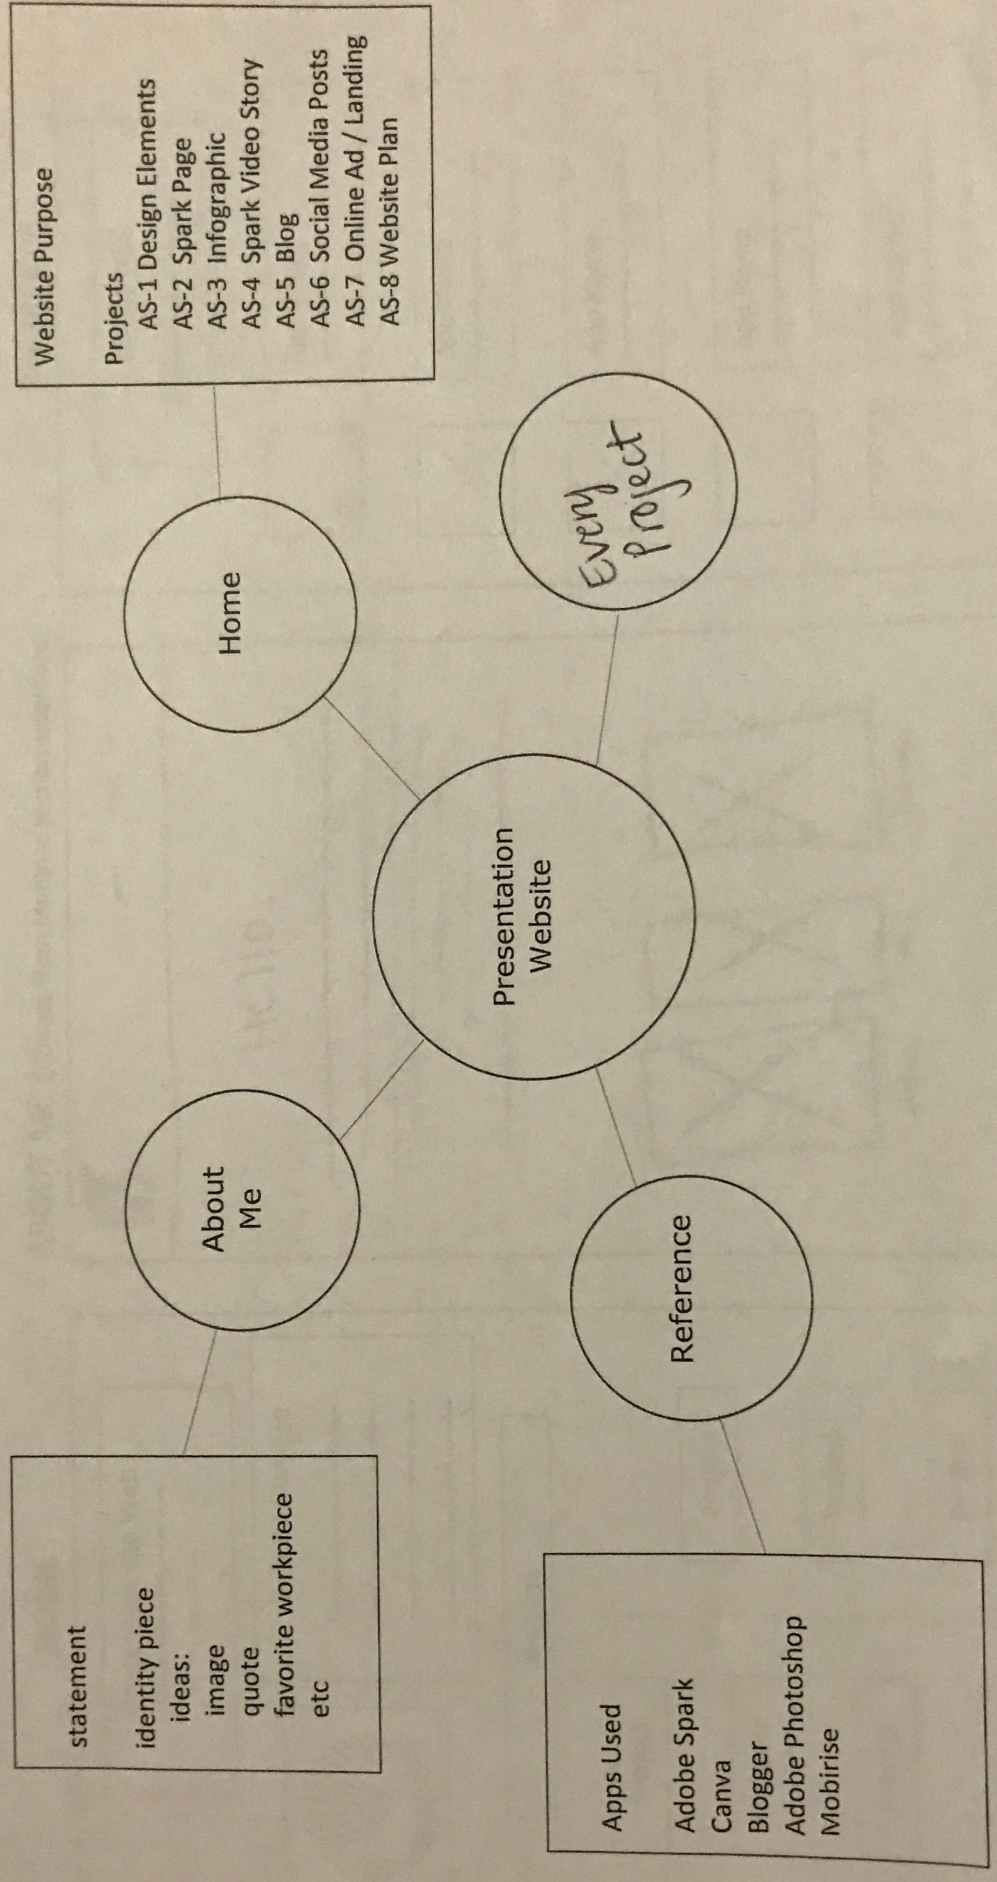 statement
identity piece
ideas:
image
quote
favorite workpiece
etc
About
Me
Home
Website Purpose
Projects
AS-1 Design Elements
AS-2 Spark Page
AS-3 Infographic
AS-4 Spark Video Story
AS-5 Blog
AS-6 Social Media Posts
AS-7 Online Ad / Landing
AS-8 Website Plan
Presentation
Website
Every
Project
Reference
Apps Used
Adobe Spark
Canva
Blogger
Adobe Photoshop
Mobirise